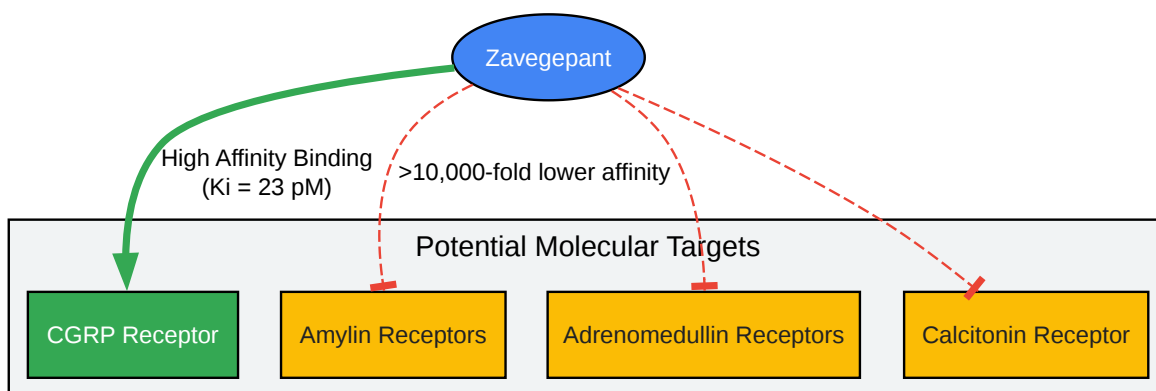 Zavegepant
High Affinity Binding
(Ki = 23 pM)
>10,000-fold lower affinity
Potential Molecular Targets
CGRP Receptor
Amylin Receptors
Adrenomedullin Receptors
Calcitonin Receptor